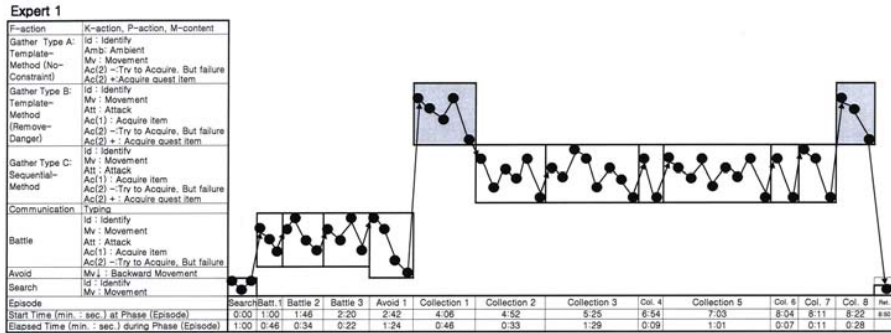 Expert 1
F-action K-action, P-action, M-content
Gather Type A: Template-Method (No-Constraint)
Id : Identify
Amb: Ambient
Mv : Movement
Ac(2) -:Try to Acquire. But failure
Ac(2) +:Acquire quest item
Gather Type B: Template-Method (Remove-Danger)
Id : Identify
Mv : Movement
Att : Attack
Ac(1) : Acquire item
Ac(2) -:Try to Acquire, But failure
Ac(2) + : Acquire quest item
Gather Type C: Sequential-Method
Id : Identify
Mv : Movement
Att : Attack
Ac(1) : Acquire item
Ac(2) -:Try to Acquire, But failure
Ac(2) + : Acquire quest item
Communication Typing
Battle
Id : Identify
Mv : Movement
Att : Attack
Ac(1) : Acquire item
Ac(2) -:Try to Acquire, But failure
Avoid Mv↓ : Backward Movement
Search
Id : Identify
Mv : Movement
Episode Search Batt.1 Battle 2 Battle 3 Avoid 1 Collection 1 Collection 2 Collection 3 Col. 4 Collection 5 Col. 6 Col. 7 Col. 8 Ret.
Start Time (min. : sec.) at Phase (Episode) 0:00 1:00 1:46 2:20 2:42 4:06 4:52 5:25 6:54 7:03 8:04 8:11 8:22 8:50
Elapsed Time (min. : sec.) during Phase (Episode) 1:00 0:46 0:34 0:22 1:24 0:46 0:33 1:29 0:09 1:01 0:07 0:11 0:28